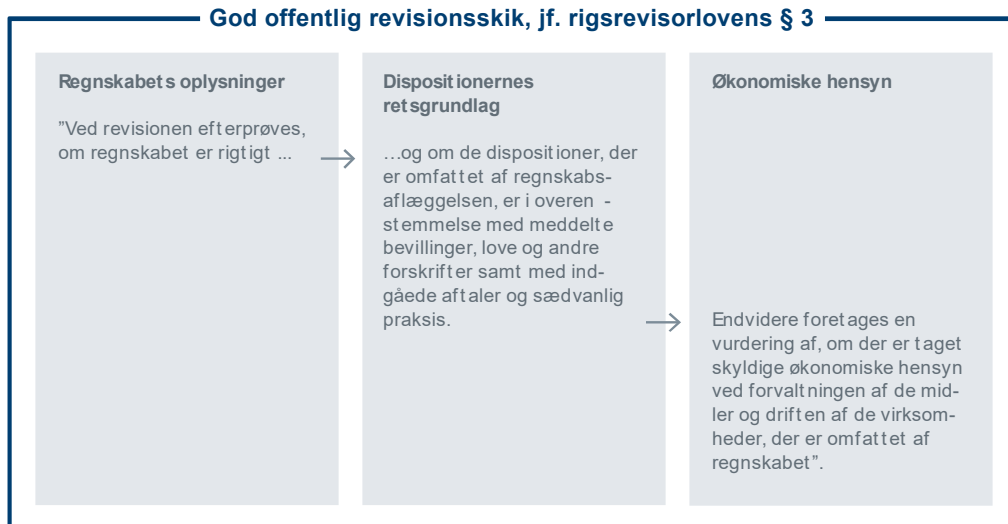 God offentlig revisionsskik, jf. rigsrevisorlovens § 3
Regnskabets oplysninger
”Ved revisionen efterprøves,
om regnskabet er rigtigt ...
Dispositionernes
retsgrundlag
…og om de dispositioner, der
er omfattet af regnskabs-
aflæggelsen, er i overen -
stemmelse med meddelte
bevillinger, love og andre
forskrifter samt med ind-
gåede aftaler og sædvanlig
praksis.
Økonomiske hensyn
Endvidere foretages en
vurdering af, om der er taget
skyldige økonomiske hensyn
ved forvaltningen af de mid-
ler og driften af de virksom-
heder, der er omfattet af
regnskabet”.